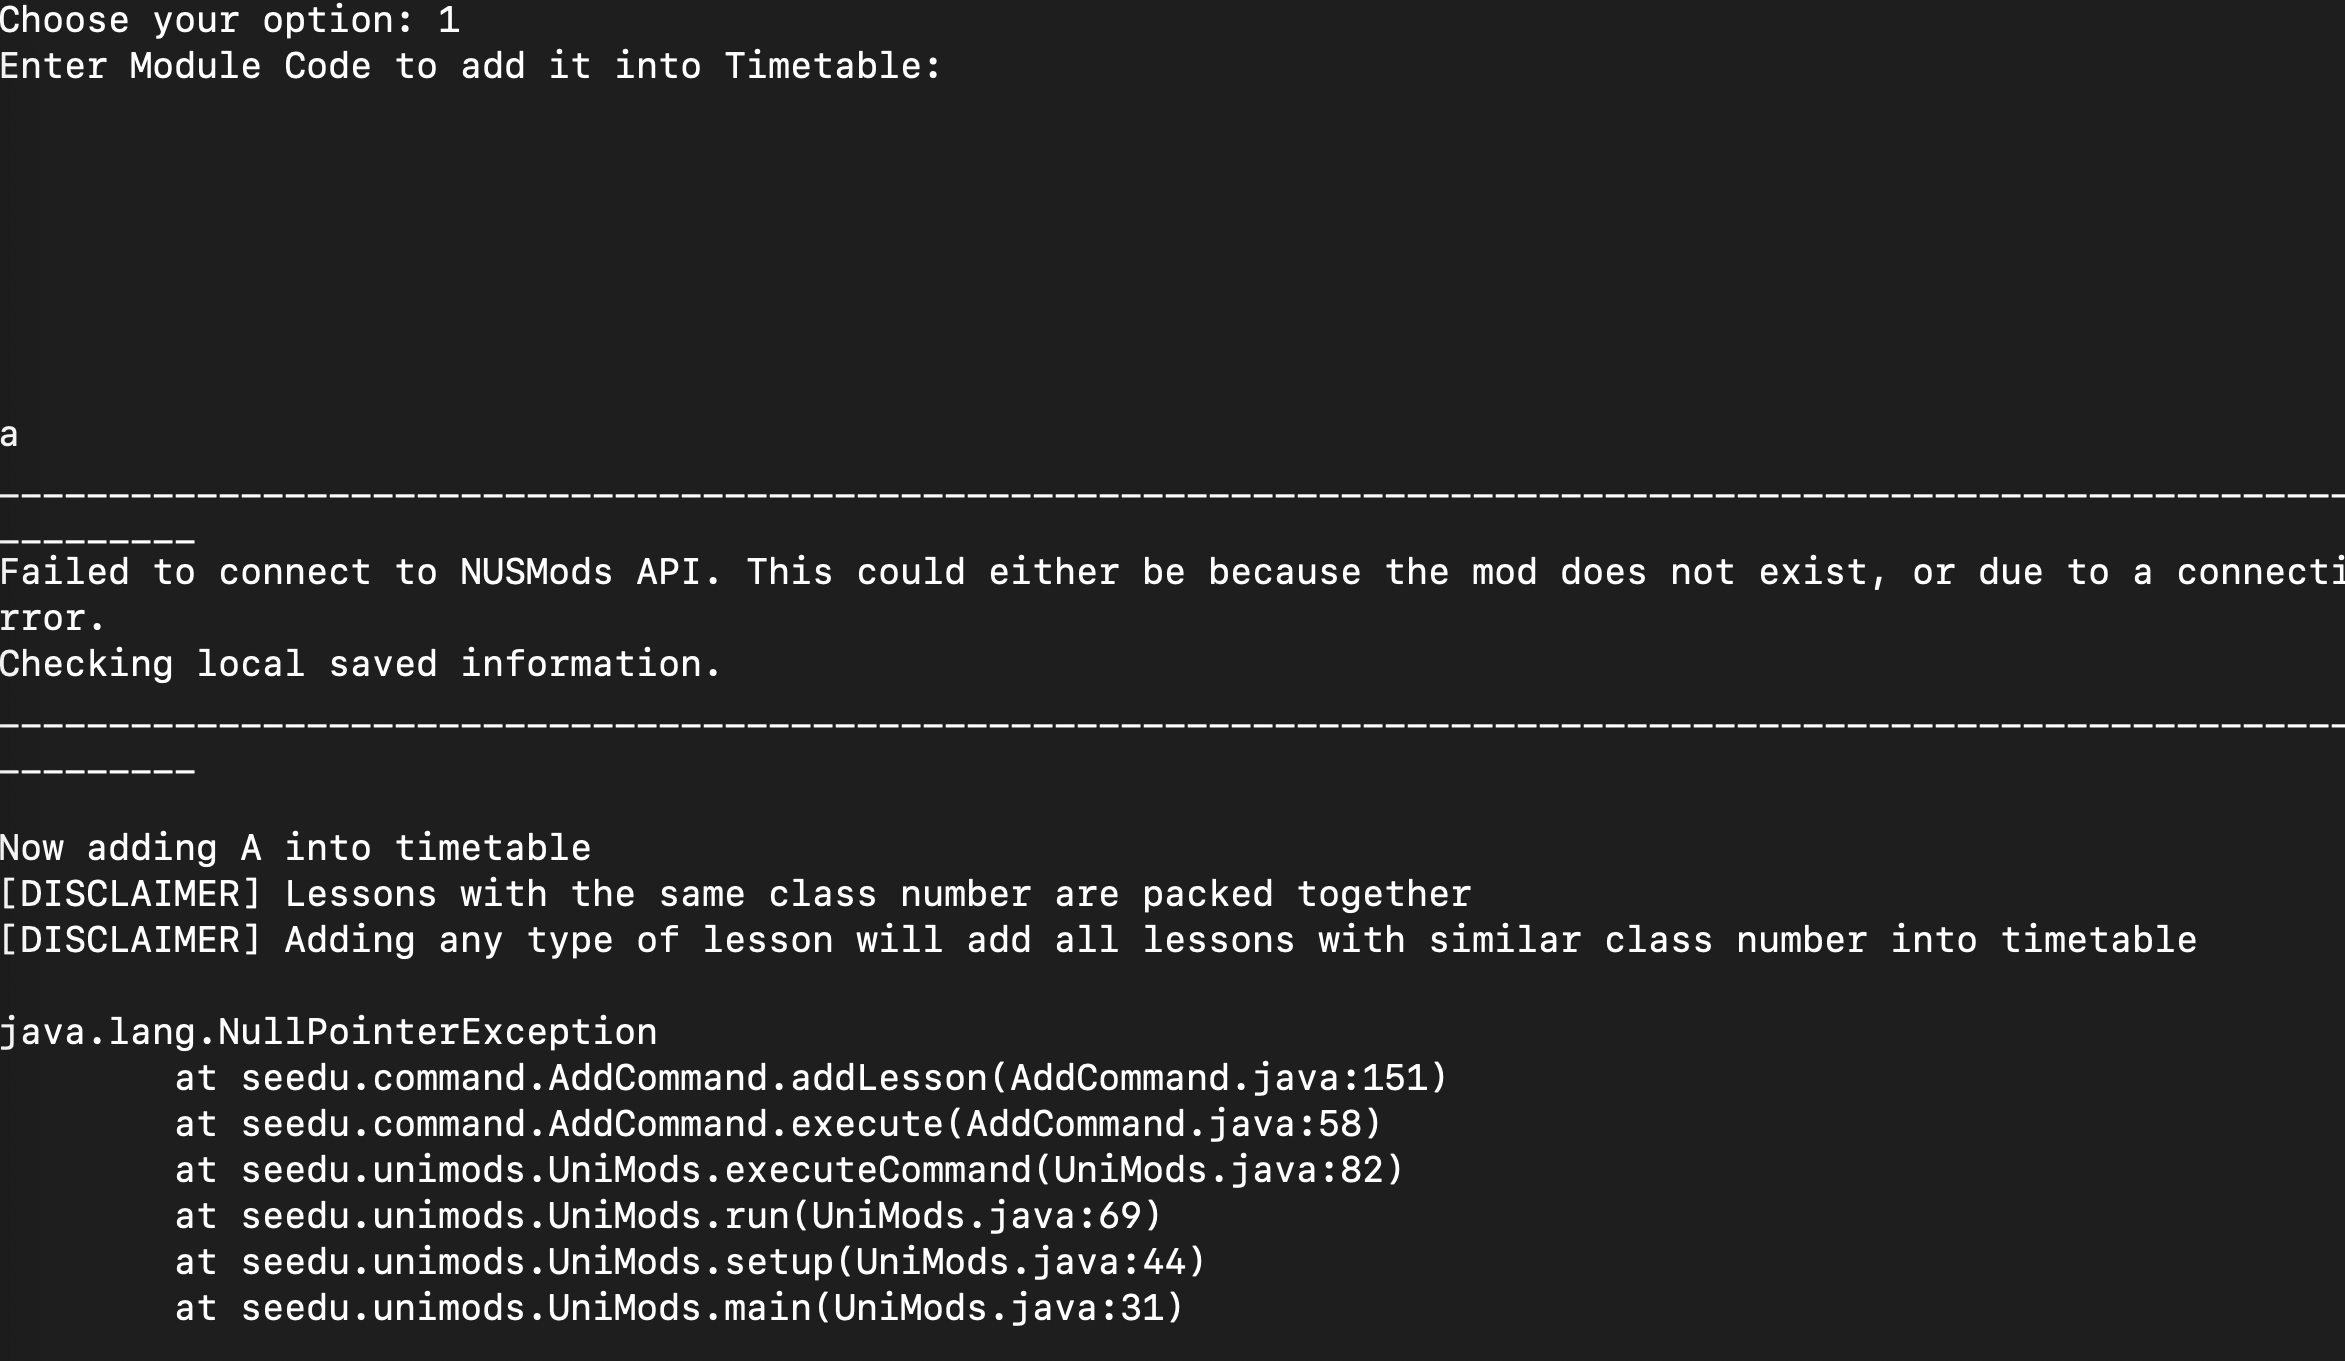 Choose your option: 1
Enter Module Code to add it into Timetable:
a
___________________________________________________________________________________________________________
_________
Failed to connect to NUSMods API. This could either be because the mod does not exist, or due to a connecti
rror.
Checking local saved information.
___________________________________________________________________________________________________________
_________
Now adding A into timetable
[DISCLAIMER] Lessons with the same class number are packed together
[DISCLAIMER] Adding any type of lesson will add all lessons with similar class number into timetable
java.lang.NullPointerException
at seedu.command.AddCommand.addLesson(AddCommand.java:151)
at seedu.command.AddCommand.execute(AddCommand.java:58)
at seedu.unimods.UniMods.executeCommand(UniMods.java:82)
at seedu.unimods.UniMods.run(UniMods.java:69)
at seedu.unimods.UniMods.setup(UniMods.java:44)
at seedu.unimods.UniMods.main(UniMods.java:31)